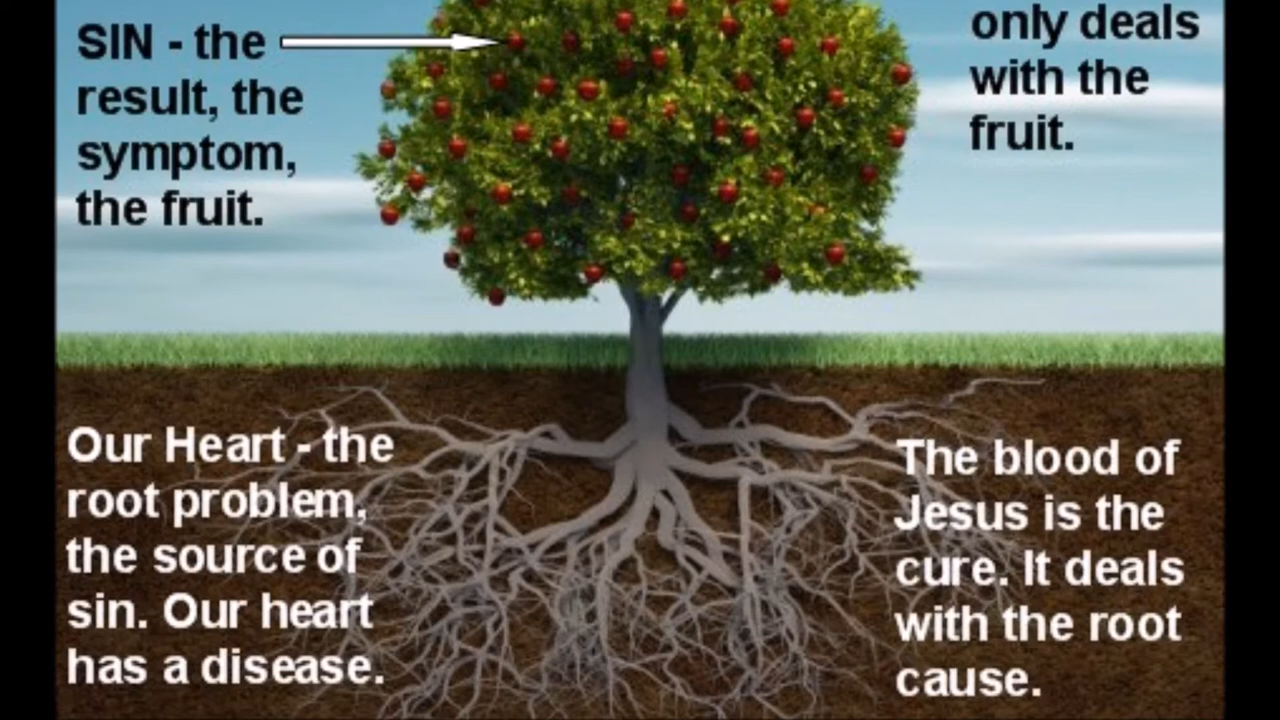 SIN - the
result, the
symptom,
the fruit.
only deals
with the
fruit.
Our Heart - the
root problem,
the source of
sin. Our heart
has a disease.
The blood of
Jesus is the
cure. It deals
with the root
cause.